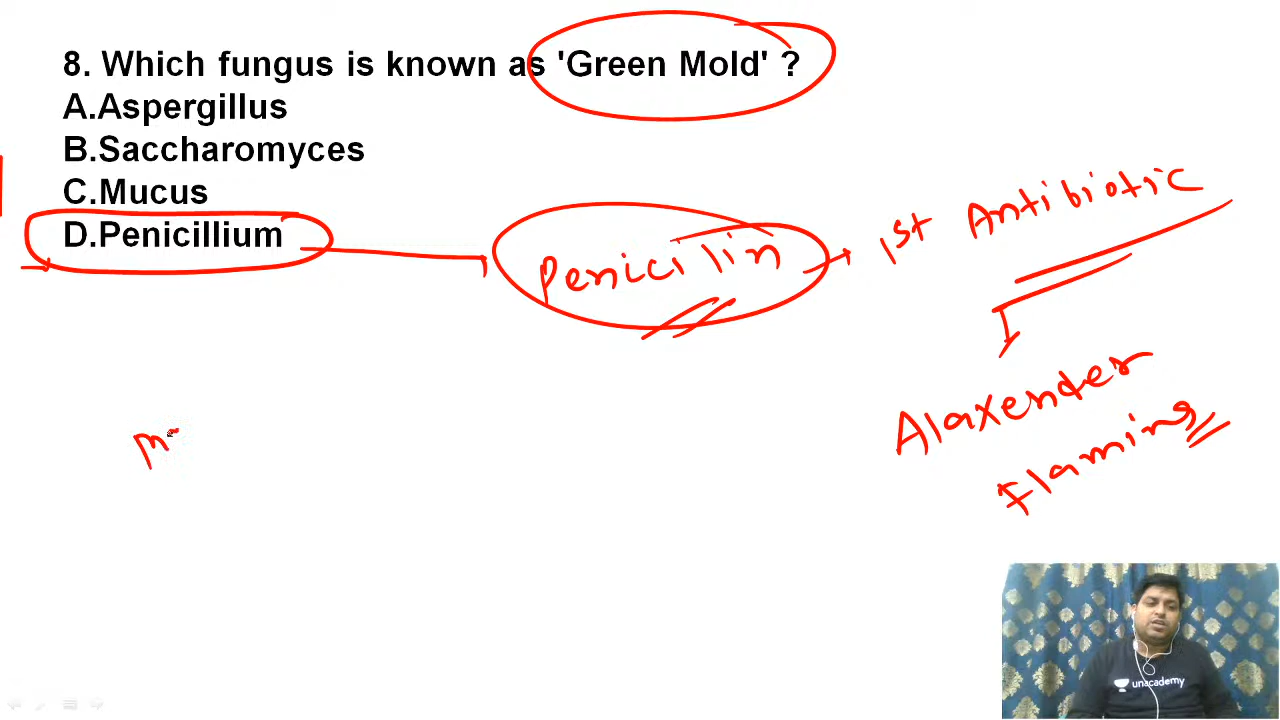 8. Which fungus is known as 'Green Mold' ?
A.Aspergillus
B.Saccharomyces
C.Mucus
D.Penicillium
Penicilin
1st Antibiotic
Alaxender
Flaming
unacademy